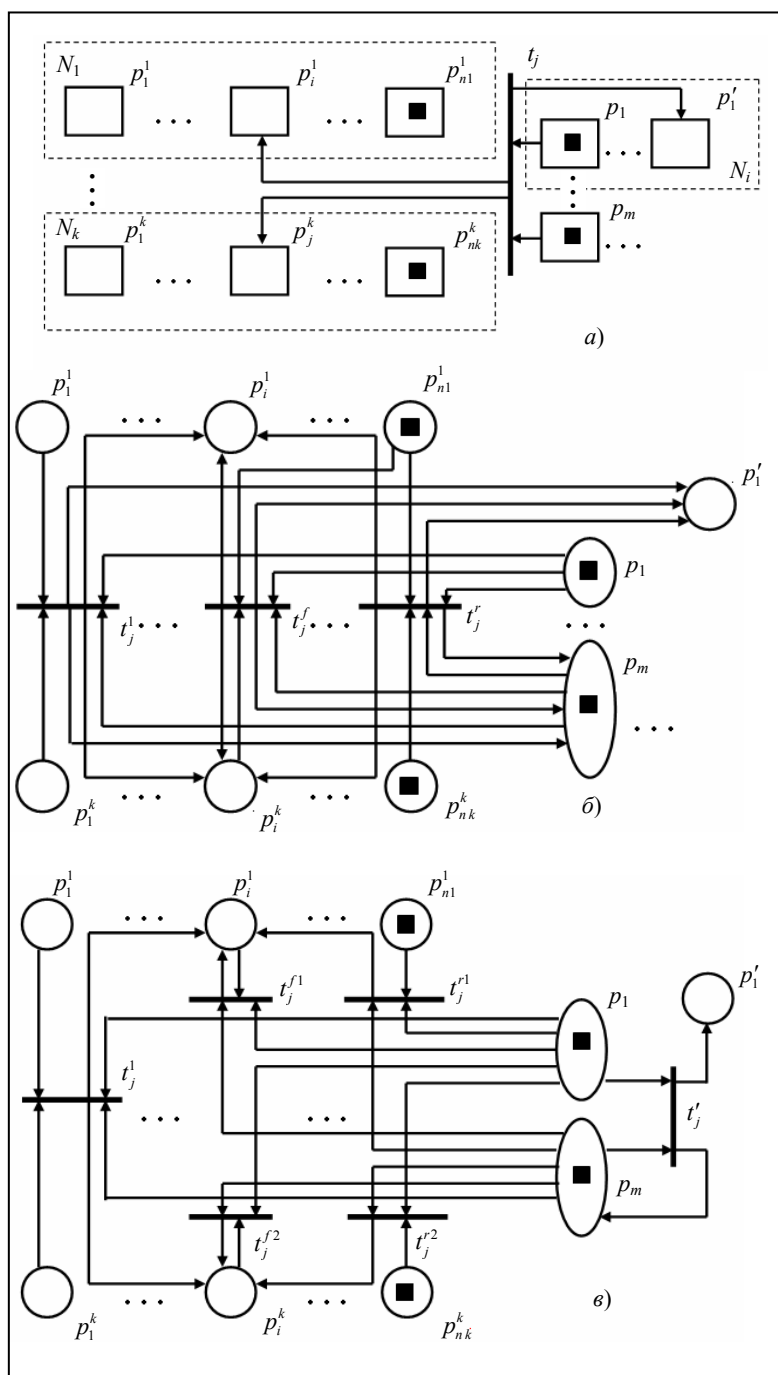 N₁ p₁¹ pᵢ¹ pₙ₁¹ tⱼ
p₁ p₁′
. . . . . . . . .
Nᵢ
Nₖ p₁ᵏ pⱼᵏ pₙₖᵏ pₘ
. . . . . . . . .
а)
p₁¹ pᵢ¹ pₙ₁¹
. . . . . .
p₁′
p₁
tⱼ¹ . . . tⱼᶠ . . . tⱼʳ . . .
pₘ
. . .
. . . . . .
p₁ᵏ pᵢᵏ pₙₖᵏ б)
p₁¹ pᵢ¹ pₙ₁¹
. . . . . .
p₁′
tⱼᶠ¹ tⱼʳ¹ p₁
tⱼ¹
. . . . . . tⱼ′
pₘ
tⱼᶠ² tⱼʳ²
. . . . . .
p₁ᵏ pᵢᵏ pₙₖᵏ в)